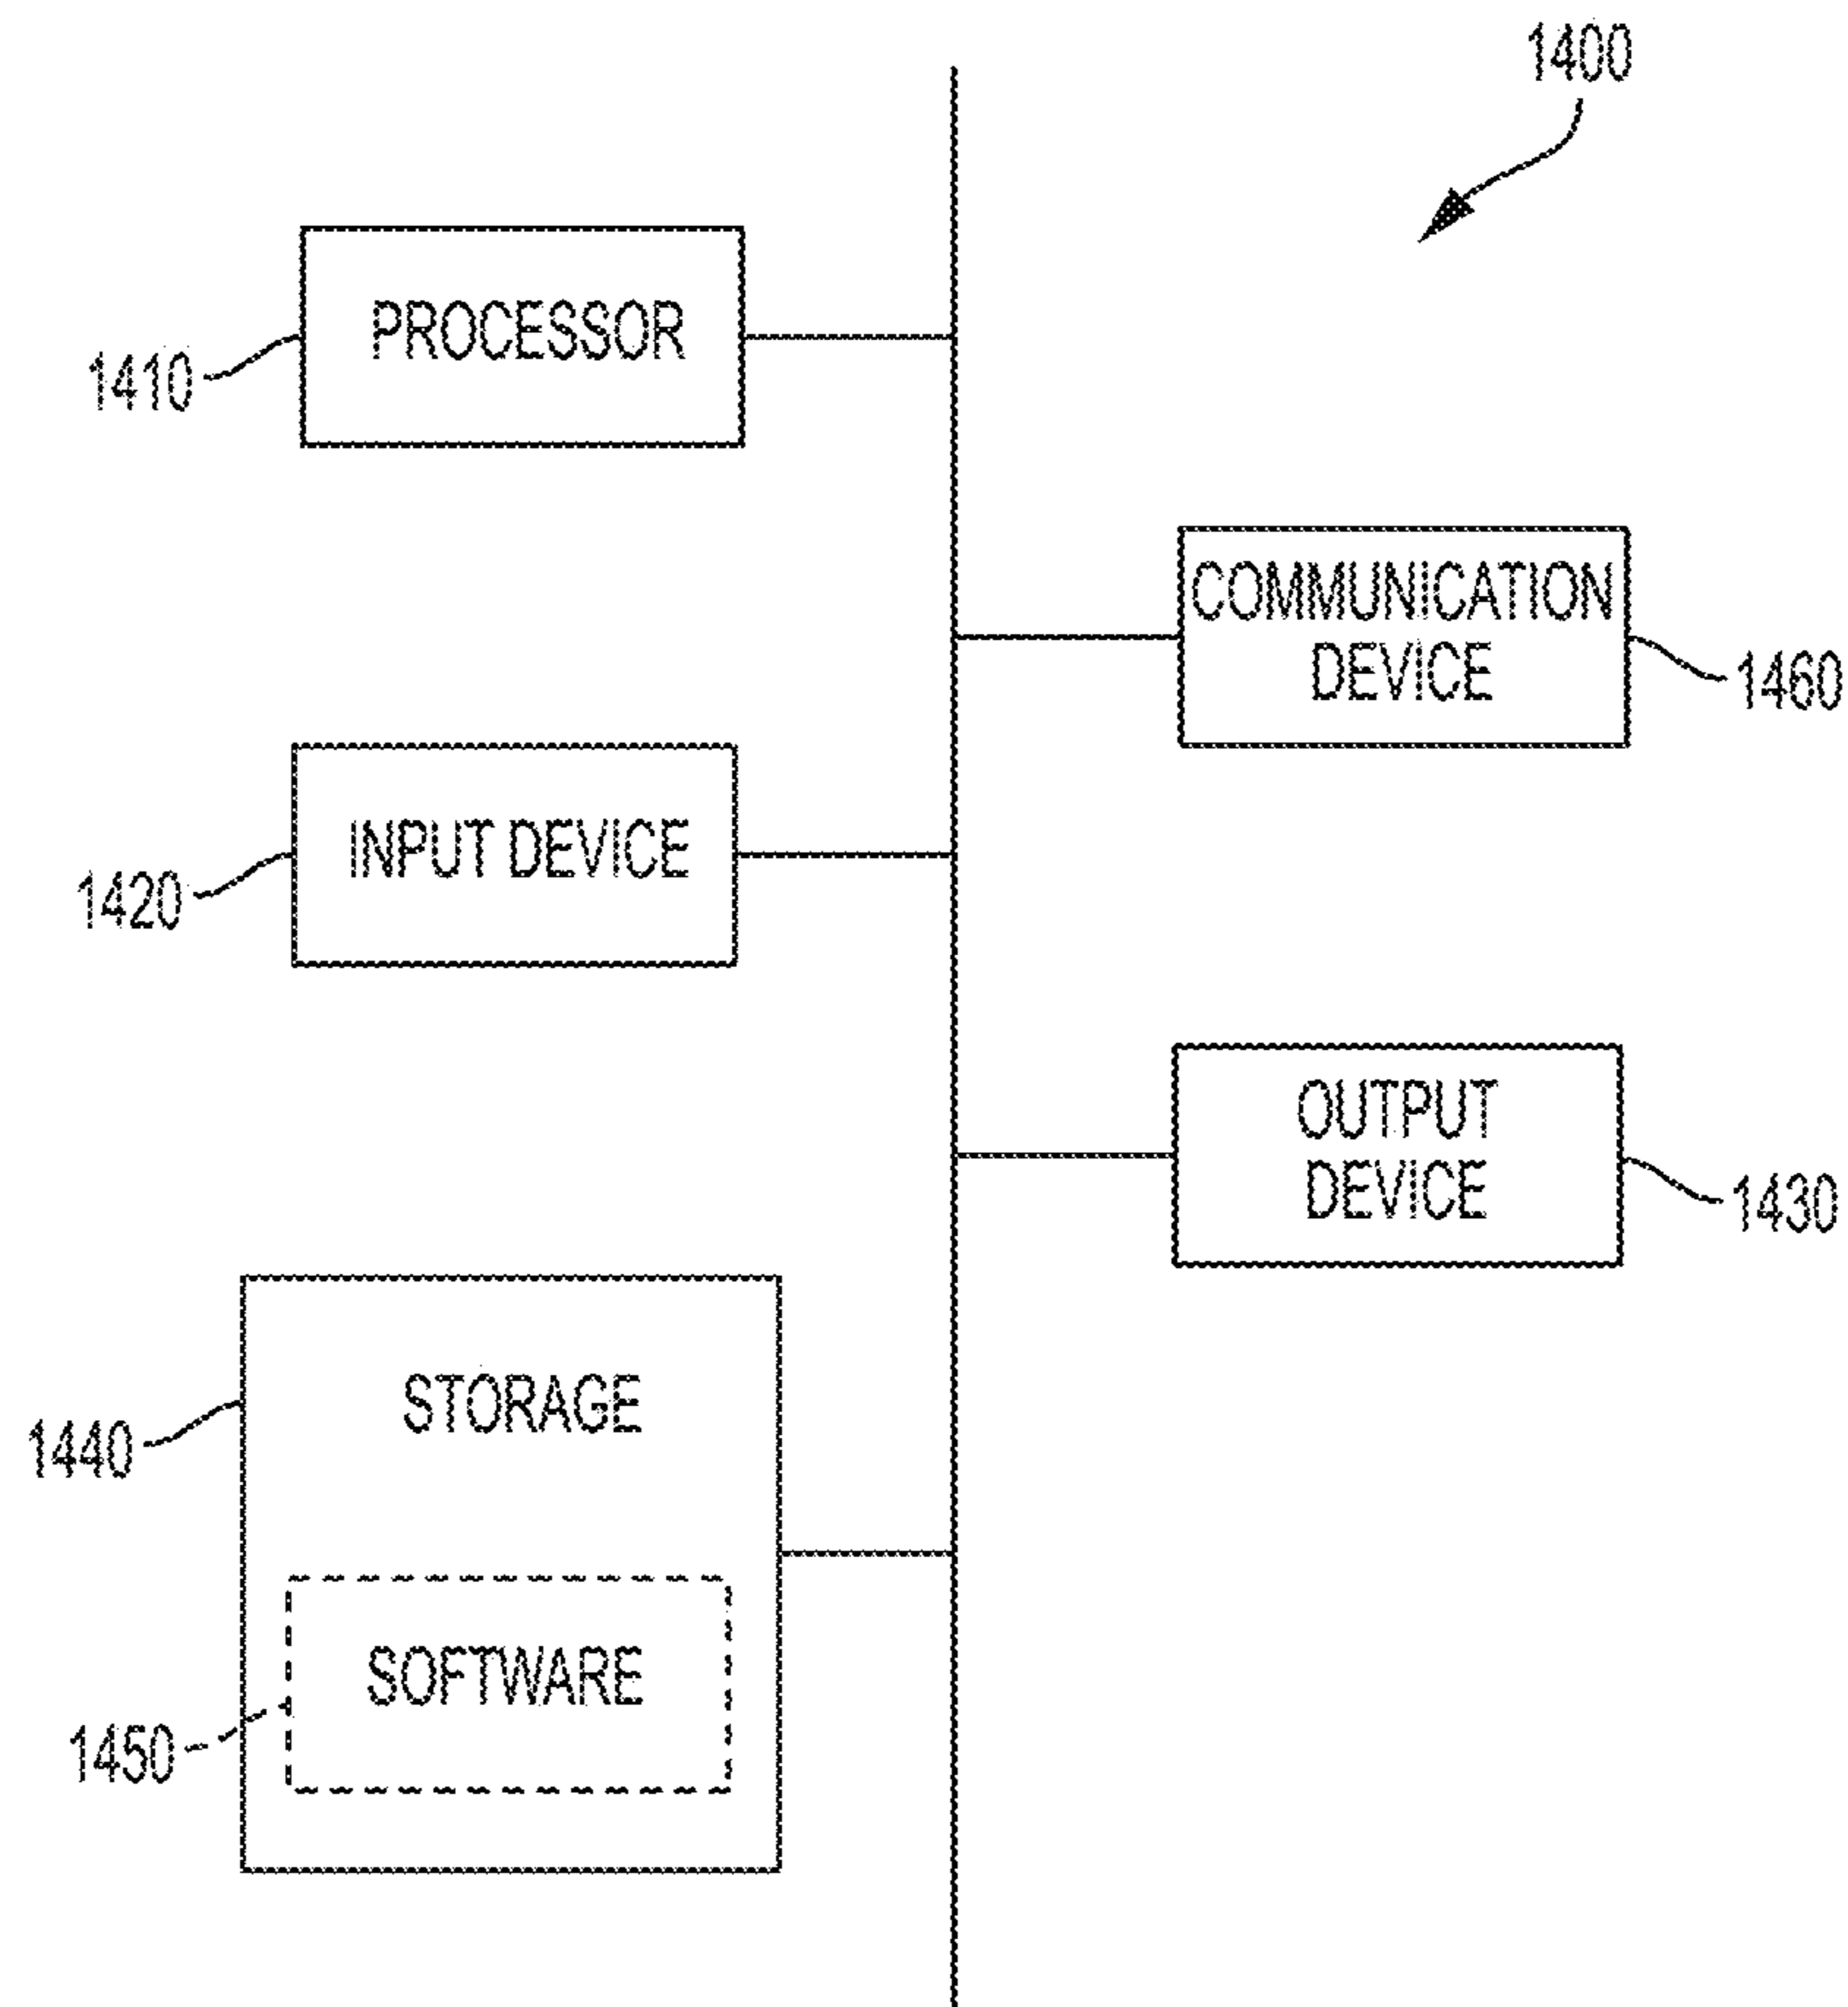 1400
PROCESSOR
1410
COMMUNICATION
DEVICE
1460
INPUT DEVICE
1420
OUTPUT
DEVICE
1430
STORAGE
1440
SOFTWARE
1450